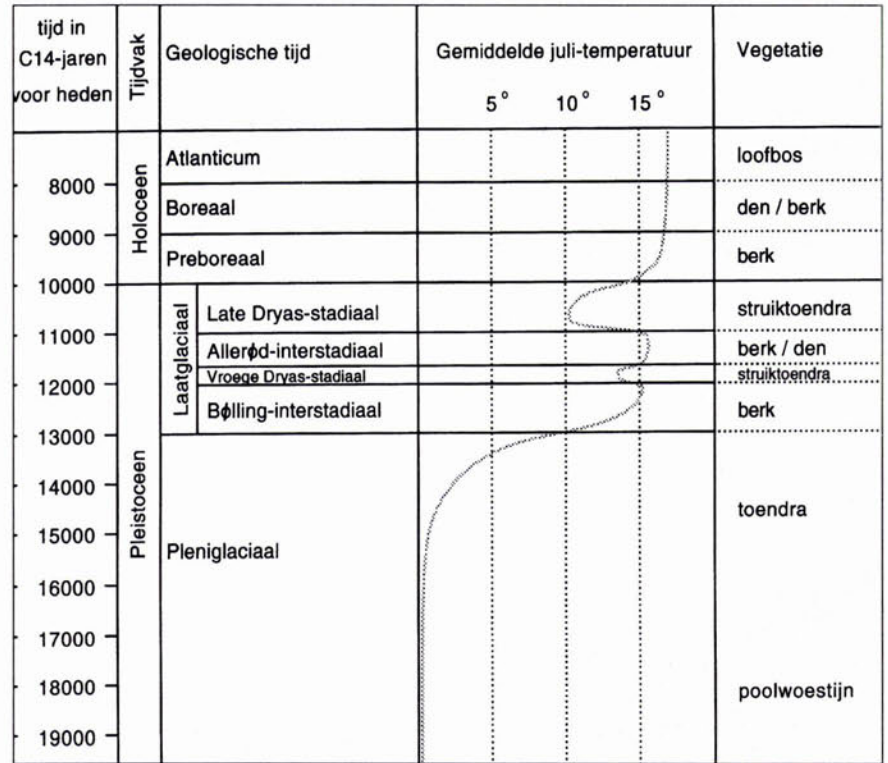 tijd in
C14-jaren
voor heden
Tijdvak
Geologische tijd
Gemiddelde juli-temperatuur
5° 10° 15°
Vegetatie
Holoceen
Atlanticum
loofbos
8000
Boreaal
den / berk
9000
Preboreaal
berk
10000
Pleistoceen
Laatglaciaal
Late Dryas-stadiaal
struiktoendra
11000
Allerød-interstadiaal
berk / den
Vroege Dryas-stadiaal
struiktoendra
12000
Bølling-interstadiaal
berk
13000
14000
toendra
15000
Pleniglaciaal
16000
17000
18000
poolwoestijn
19000